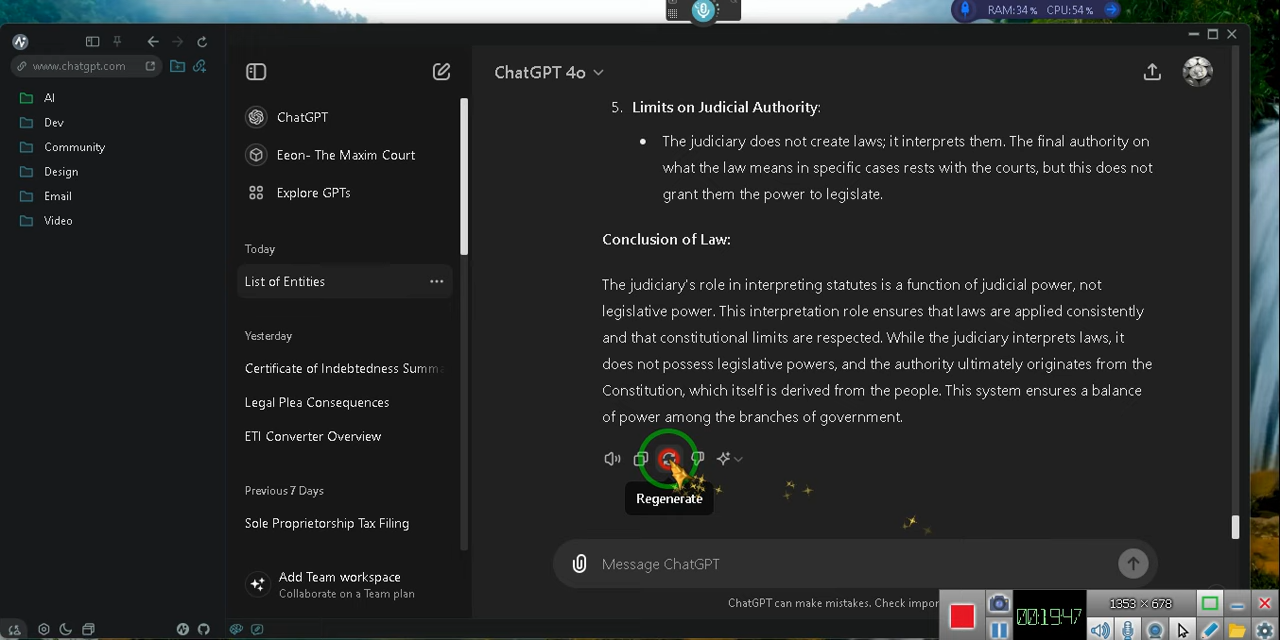 RAM:34 % CPU:54 %
www.chatgpt.com
AI
Dev
Community
Design
Email
Video
ChatGPT
Eeon- The Maxim Court
Explore GPTs
Today
List of Entities
Yesterday
Certificate of Indebtedness Summa
Legal Plea Consequences
ETI Converter Overview
Previous 7 Days
Sole Proprietorship Tax Filing
Add Team workspace
Collaborate on a Team plan
ChatGPT 4o
5. Limits on Judicial Authority:
• The judiciary does not create laws; it interprets them. The final authority on
what the law means in specific cases rests with the courts, but this does not
grant them the power to legislate.
Conclusion of Law:
The judiciary's role in interpreting statutes is a function of judicial power, not
legislative power. This interpretation role ensures that laws are applied consistently
and that constitutional limits are respected. While the judiciary interprets laws, it
does not possess legislative powers, and the authority ultimately originates from the
Constitution, which itself is derived from the people. This system ensures a balance
of power among the branches of government.
Regenerate
Message ChatGPT
ChatGPT can make mistakes. Check impor
00:19:47
1353 × 678